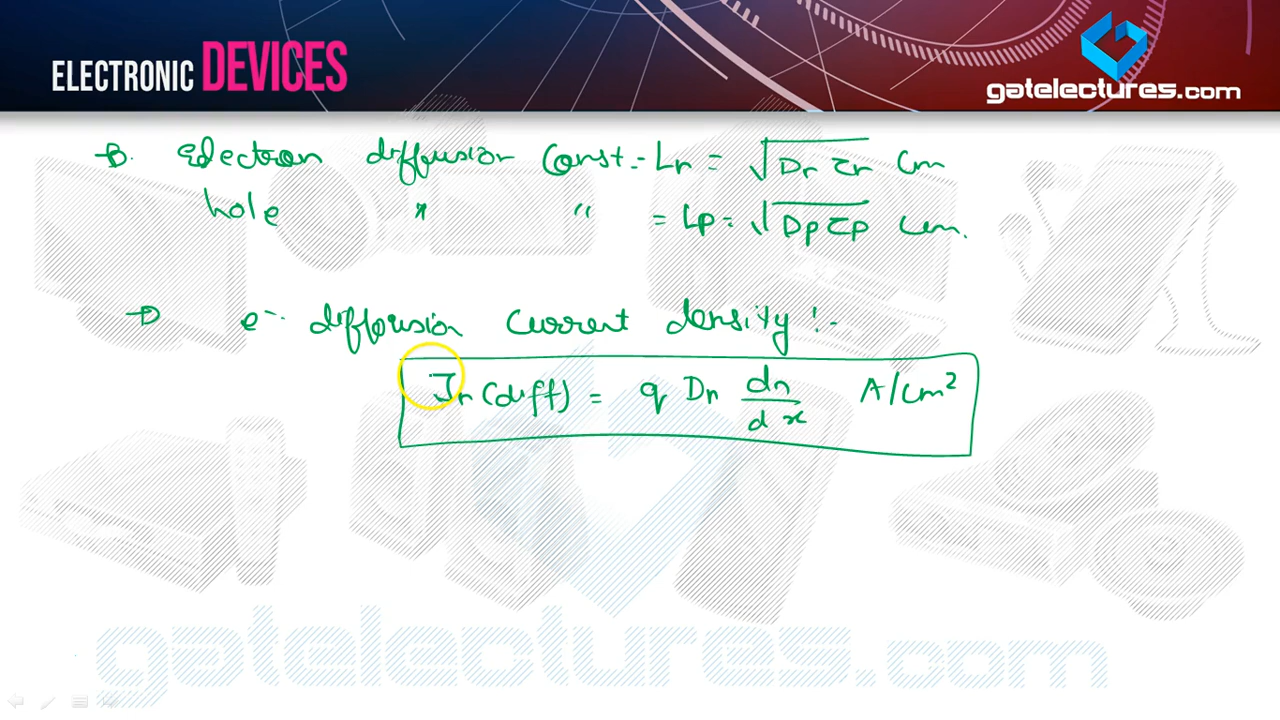 ELECTRONIC DEVICES
gatelectures.com
Electron diffusion Const :- Ln = √Dn τn Cm
hole " " = Lp = √Dp τp Cm.
e⁻ diffusion current density :-
Jn (diff) = q Dn dn/dx A/cm²
gatelectures.com